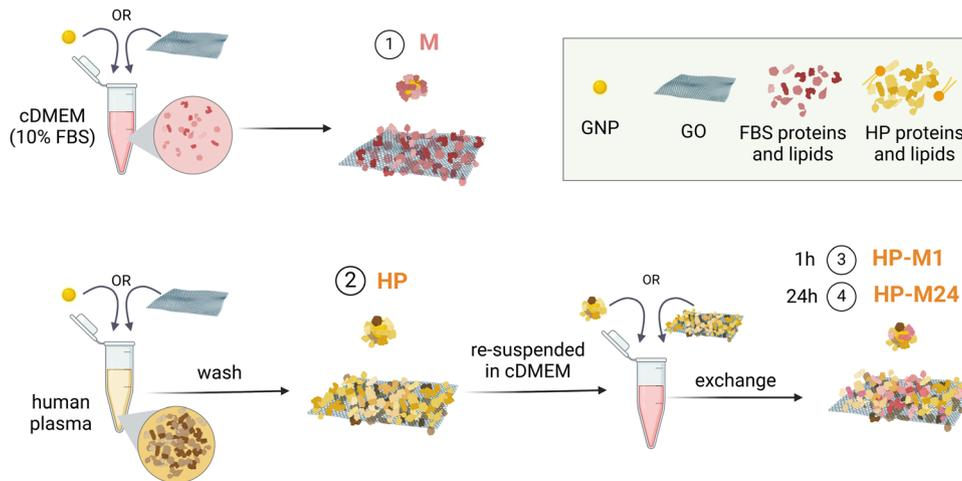 OR
cDMEM
(10% FBS)
1 M
GNP
GO
FBS proteins
and lipids
HP proteins
and lipids
OR
human
plasma
wash
2 HP
re-suspended
in cDMEM
OR
exchange
1h 3 HP-M1
24h 4 HP-M24